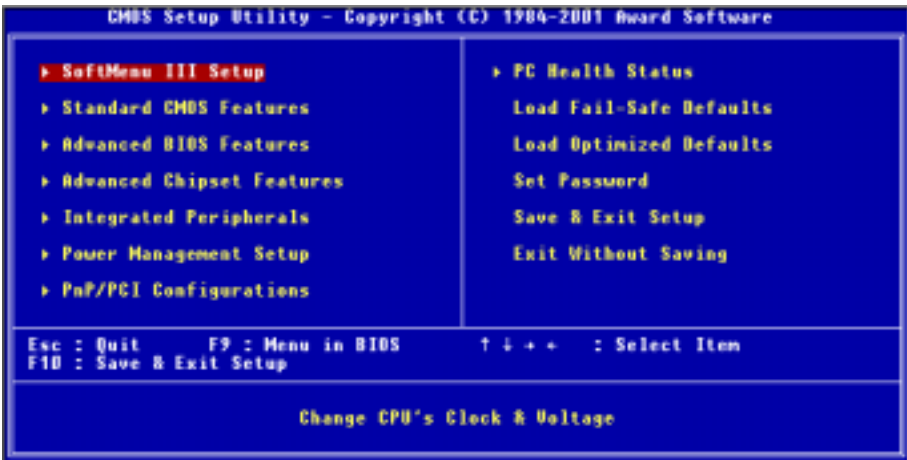 CMOS Setup Utility - Copyright (C) 1984-2001 Award Software
▸ SoftMenu III Setup
▸ Standard CMOS Features
▸ Advanced BIOS Features
▸ Advanced Chipset Features
▸ Integrated Peripherals
▸ Power Management Setup
▸ PnP/PCI Configurations
▸ PC Health Status
Load Fail-Safe Defaults
Load Optimized Defaults
Set Password
Save & Exit Setup
Exit Without Saving
Esc : Quit F9 : Menu in BIOS ↑ ↓ → ← : Select Item
F10 : Save & Exit Setup
Change CPU's Clock & Voltage